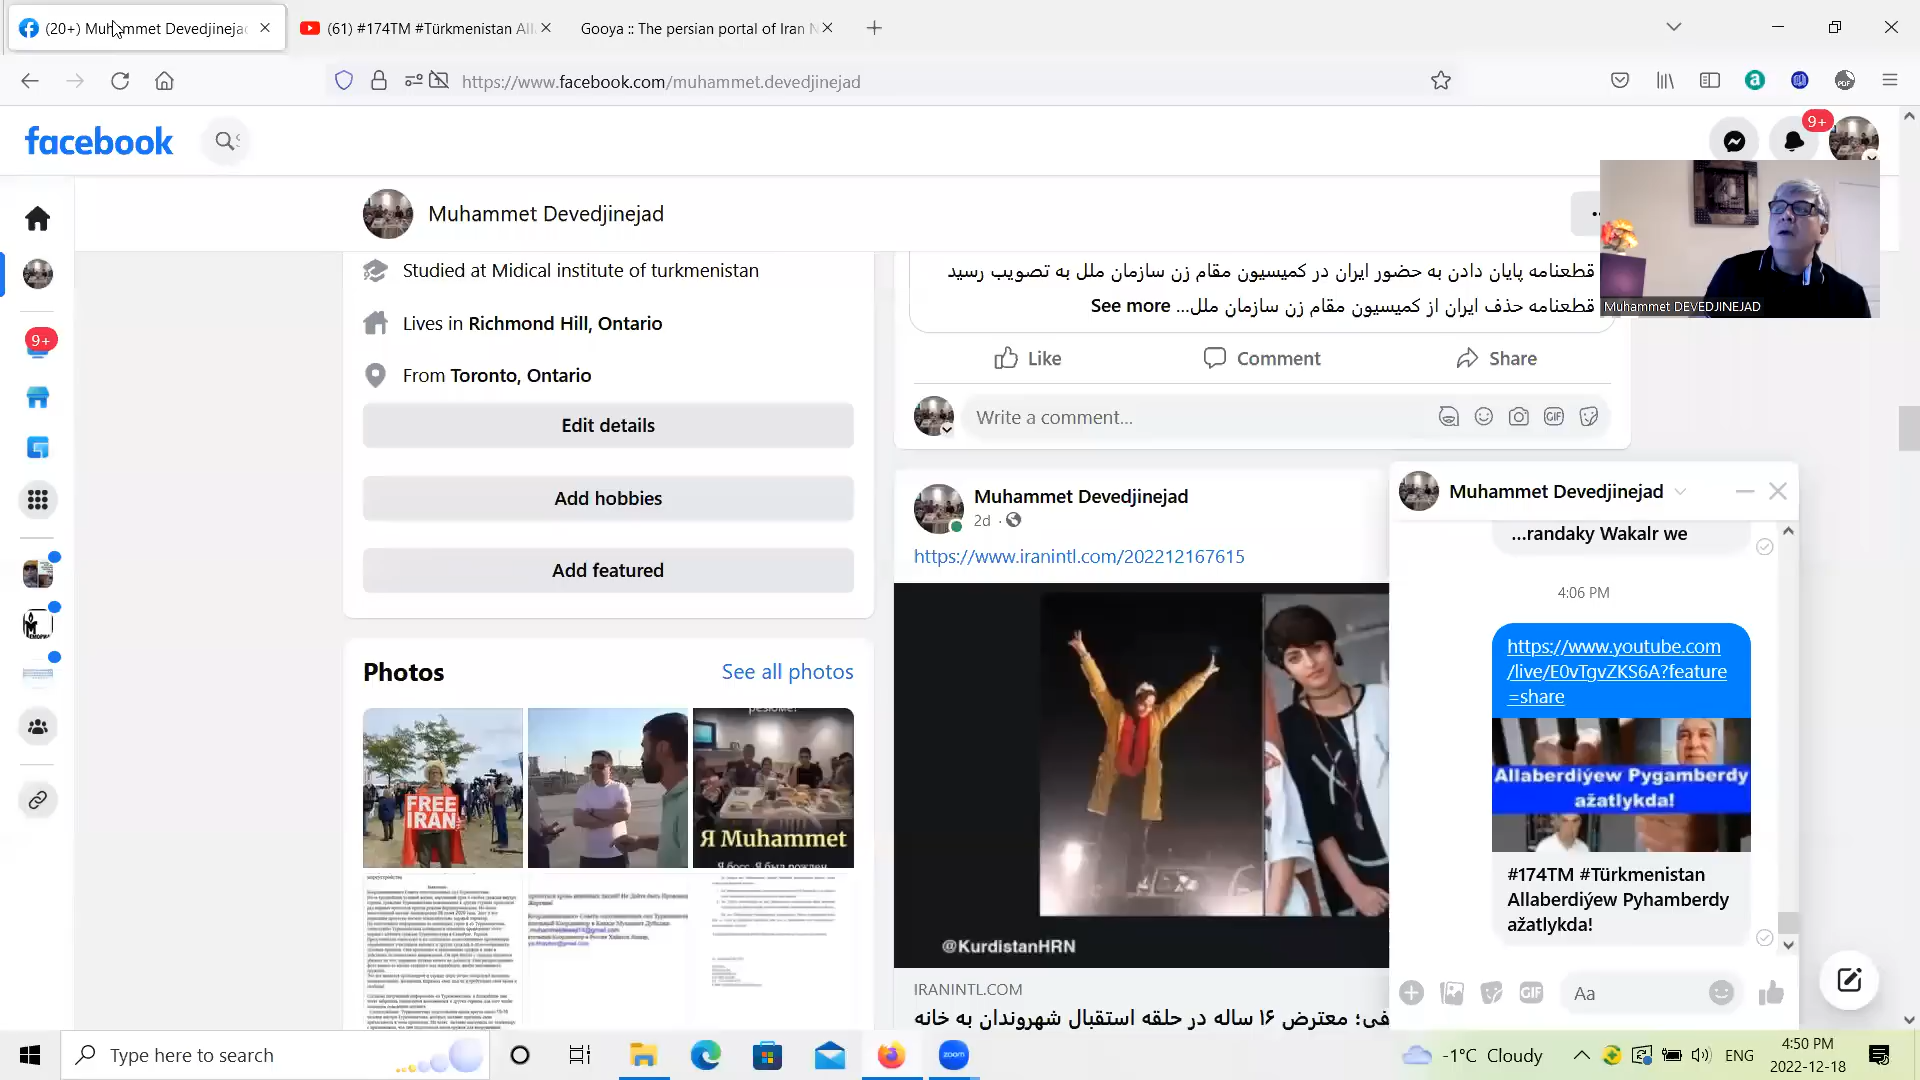 (20+) Muhammet Devedjinejad
(61) #174TM #Türkmenistan All
Gooya :: The persian portal of Iran N
https://www.facebook.com/muhammet.devedjinejad
facebook
9+
Muhammet Devedjinejad
Muhammet DEVEDJINEJAD
Studied at Midical institute of turkmenistan
Lives in Richmond Hill, Ontario
From Toronto, Ontario
Edit details
Add hobbies
Add featured
9+
Photos
See all photos
FREE
IRAN
резюме!
Я Muhammet
قطعنامه پایان دادن به حضور ایران در کمیسیون مقام زن سازمان ملل به تصویب رسید
قطعنامه حذف ایران از کمیسیون مقام زن سازمان ملل... See more
Like
Comment
Share
Write a comment...
GIF
Muhammet Devedjinejad
2d
https://www.iranintl.com/202212167615
@KurdistanHRN
IRANINTL.COM
معترض ۱۶ ساله در حلقه استقبال شهروندان به خانه
Muhammet Devedjinejad
...randaky Wakalr we
4:06 PM
https://www.youtube.com
/live/E0vTgvZKS6A?feature
=share
Allaberdiýew Pygamberdy
ažatlykda!
#174TM #Türkmenistan
Allaberdiýew Pyhamberdy
ažatlykda!
GIF
Aa
Type here to search
zoom
-1°C Cloudy
ENG
4:50 PM
2022-12-18